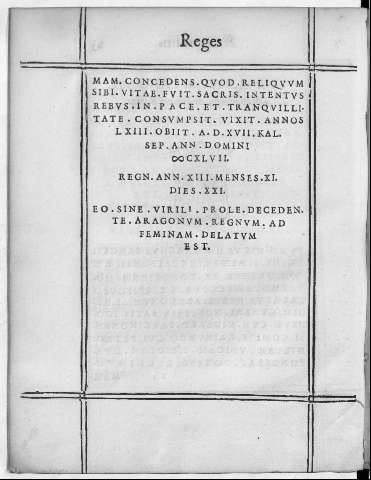 Reges
MAM. CONCEDENS. QVOD. RELIQVVM
SIBI. VITAE. FVIT. SACRIS. INTENTVS
REBVS. IN. PACE. ET. TRANQVILLI-
TATE. CONSVMPSIT. VIXIT. ANNOS
LXIII. OBIIT. A. D. XVII. KAL.
SEP. ANN. DOMINI
∞CXLVII.
REGN. ANN. XIII. MENSES. XI.
DIES. XXI.
EO. SINE. VIRILI. PROLE. DECEDEN-
TE. ARAGONVM. REGNVM. AD
FEMINAM. DELATVM
EST.